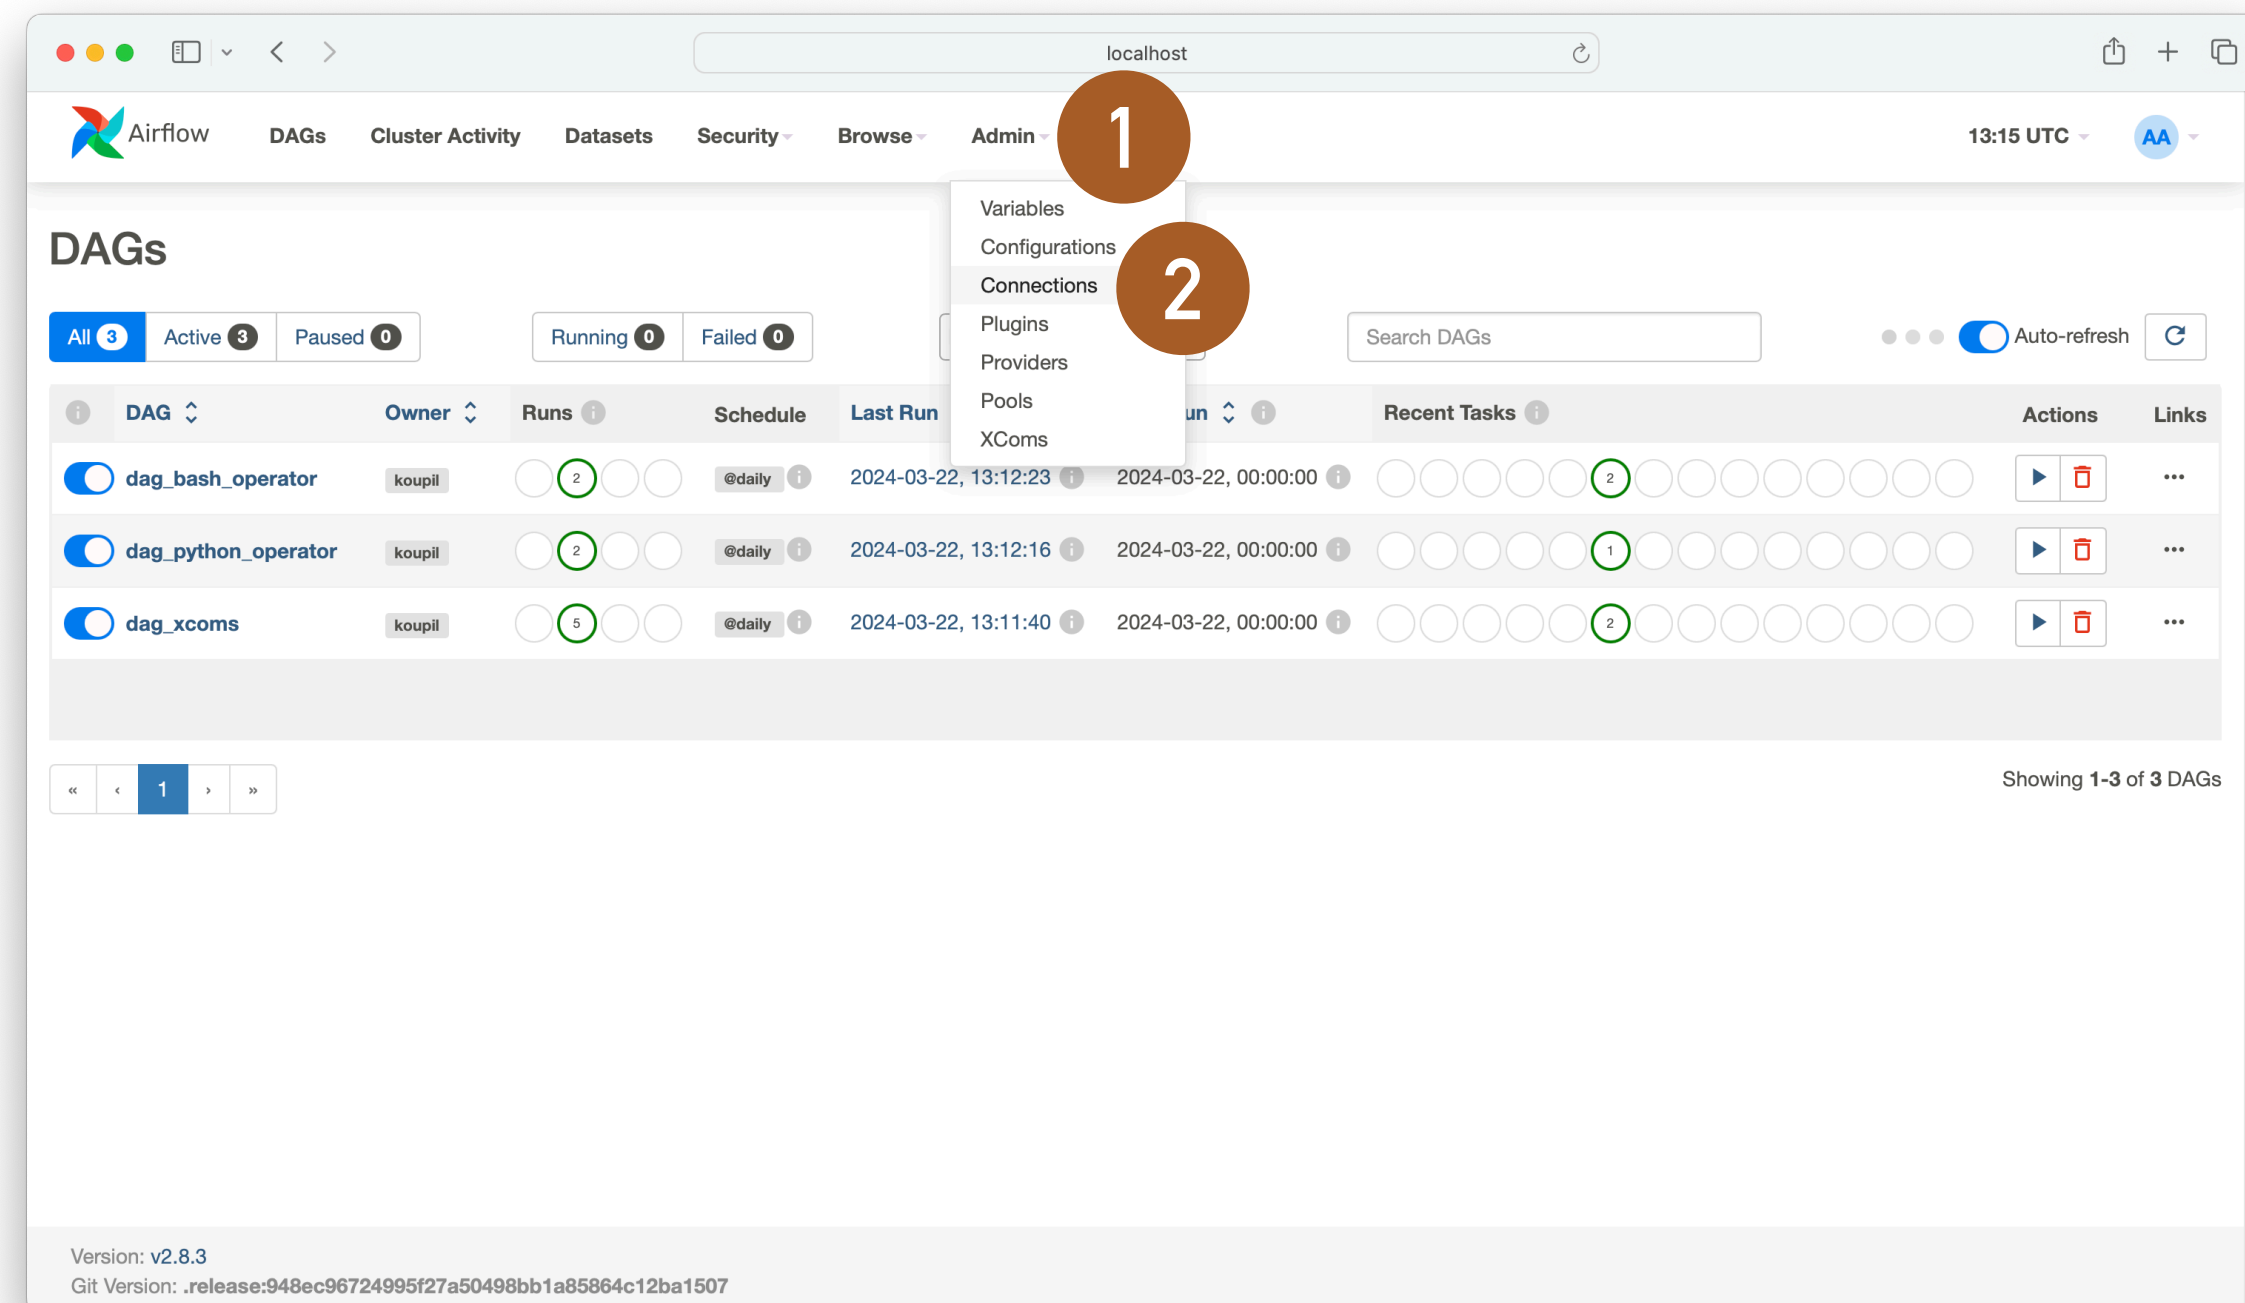 localhost
Airflow DAGs Cluster Activity Datasets Security Browse Admin 1 13:15 UTC AA
Variables
Configurations
Connections 2
Plugins
Providers
Pools
XComs
DAGs
All 3 Active 3 Paused 0 Running 0 Failed 0 Search DAGs Auto-refresh
DAG Owner Runs Schedule Last Run Recent Tasks Actions Links
dag_bash_operator koupil 2 @daily 2024-03-22, 13:12:23 2024-03-22, 00:00:00 2
dag_python_operator koupil 2 @daily 2024-03-22, 13:12:16 2024-03-22, 00:00:00 1
dag_xcoms koupil 5 @daily 2024-03-22, 13:11:40 2024-03-22, 00:00:00 2
« ‹ 1 › » Showing 1-3 of 3 DAGs
Version: v2.8.3
Git Version: .release:948ec96724995f27a50498bb1a85864c12ba1507